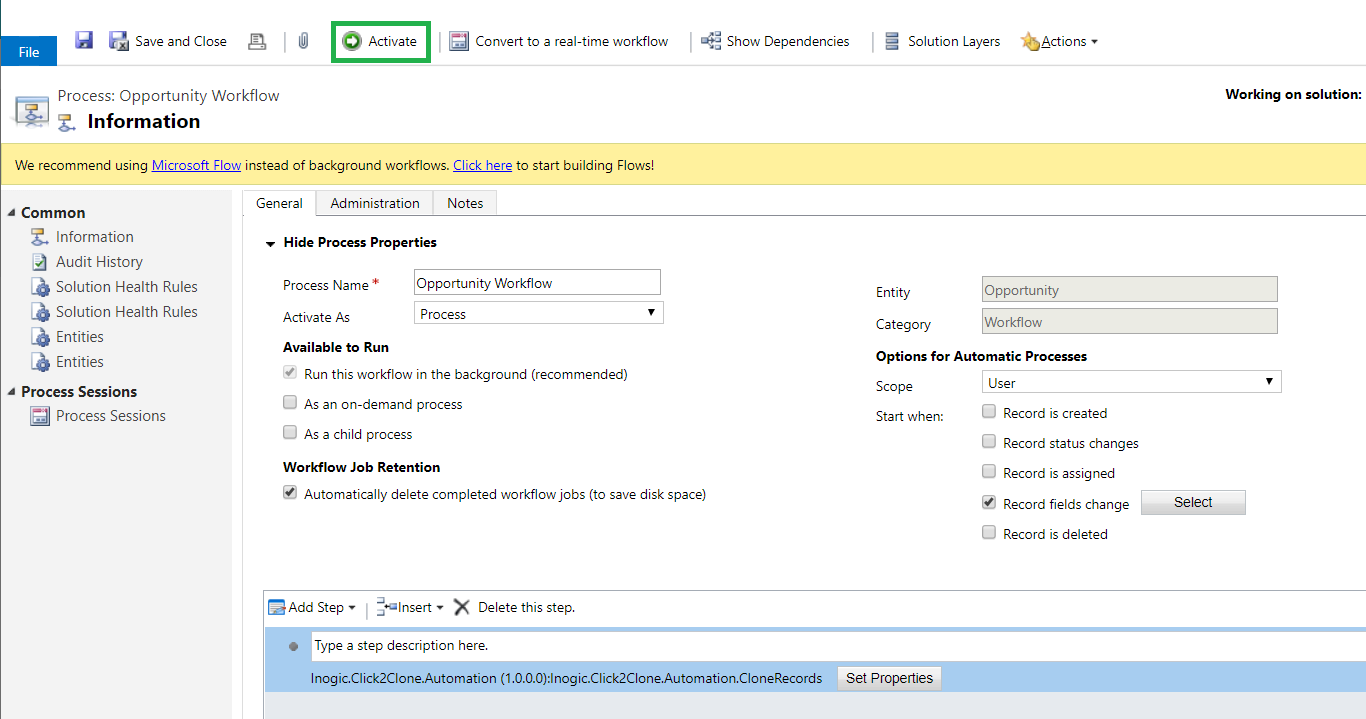 File
Save and Close
Activate
Convert to a real-time workflow
Show Dependencies
Solution Layers
Actions
Process: Opportunity Workflow
Information
Working on solution:
We recommend using Microsoft Flow instead of background workflows. Click here to start building Flows!
Common
Information
Audit History
Solution Health Rules
Solution Health Rules
Entities
Entities
Process Sessions
Process Sessions
General
Administration
Notes
Hide Process Properties
Process Name *
Opportunity Workflow
Activate As
Process
Available to Run
Run this workflow in the background (recommended)
As an on-demand process
As a child process
Workflow Job Retention
Automatically delete completed workflow jobs (to save disk space)
Entity
Opportunity
Category
Workflow
Options for Automatic Processes
Scope
User
Start when:
Record is created
Record status changes
Record is assigned
Record fields change
Select
Record is deleted
Add Step
Insert
Delete this step.
Type a step description here.
Inogic.Click2Clone.Automation (1.0.0.0):Inogic.Click2Clone.Automation.CloneRecords
Set Properties